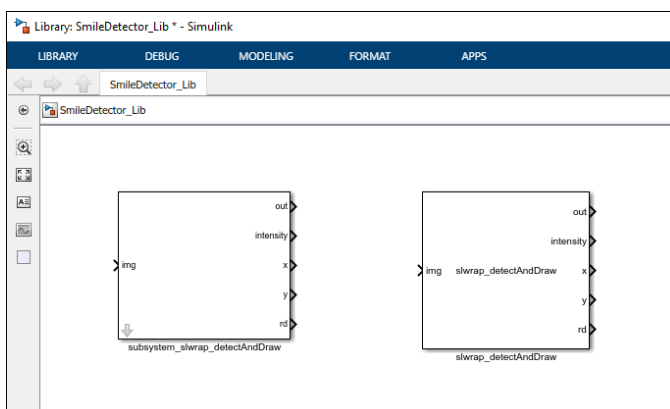 Library: SmileDetector_Lib * - Simulink
LIBRARY DEBUG MODELING FORMAT APPS
SmileDetector_Lib
SmileDetector_Lib
out
intensity
img
x
y
rd
subsystem_slwrap_detectAndDraw
out
intensity
img
slwrap_detectAndDraw
x
y
rd
slwrap_detectAndDraw